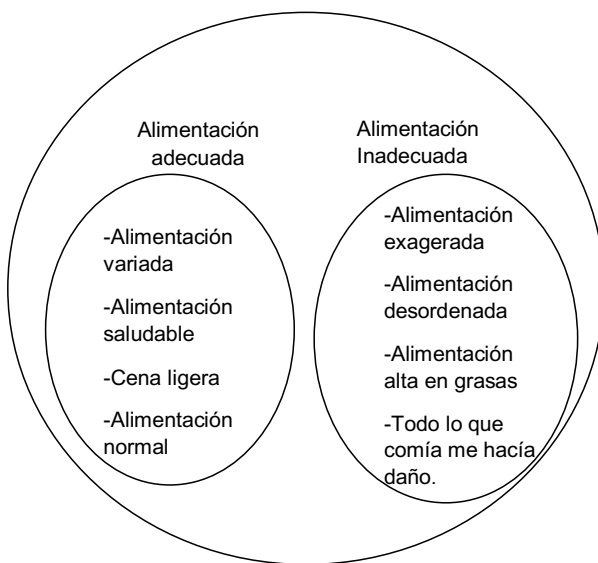 Alimentación
adecuada
-Alimentación
variada
-Alimentación
saludable
-Cena ligera
-Alimentación
normal
Alimentación
Inadecuada
-Alimentación
exagerada
-Alimentación
desordenada
-Alimentación
alta en grasas
-Todo lo que
comía me hacía
daño.